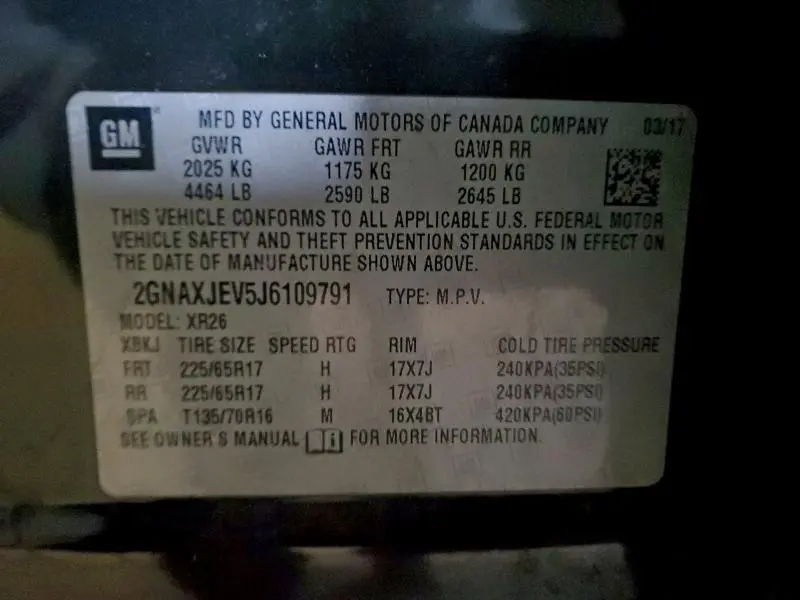 GM MFD BY GENERAL MOTORS OF CANADA COMPANY 03/17
GVWR GAWR FRT GAWR RR
2025 KG 1175 KG 1200 KG
4464 LB 2590 LB 2645 LB
THIS VEHICLE CONFORMS TO ALL APPLICABLE U.S. FEDERAL MOTOR
VEHICLE SAFETY AND THEFT PREVENTION STANDARDS IN EFFECT ON
THE DATE OF MANUFACTURE SHOWN ABOVE.
2GNAXJEV5J6109791 TYPE: M.P.V.
MODEL: XR26
XBKJ TIRE SIZE SPEED RTG RIM COLD TIRE PRESSURE
FRT 225/65R17 H 17X7J 240KPA(35PSI)
RR 225/65R17 H 17X7J 240KPA(35PSI)
SPA T135/70R16 M 16X4BT 420KPA(60PSI)
SEE OWNER'S MANUAL FOR MORE INFORMATION.